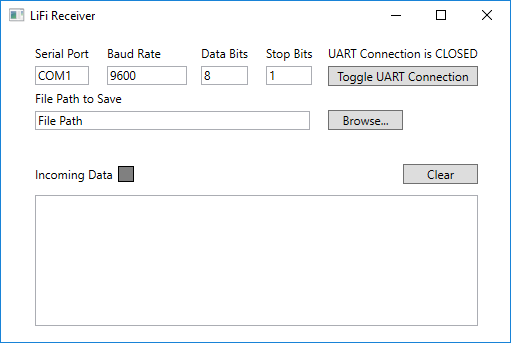 LiFi Receiver
Serial Port Baud Rate Data Bits Stop Bits UART Connection is CLOSED
COM1 9600 8 1 Toggle UART Connection
File Path to Save
File Path Browse...
Incoming Data Clear